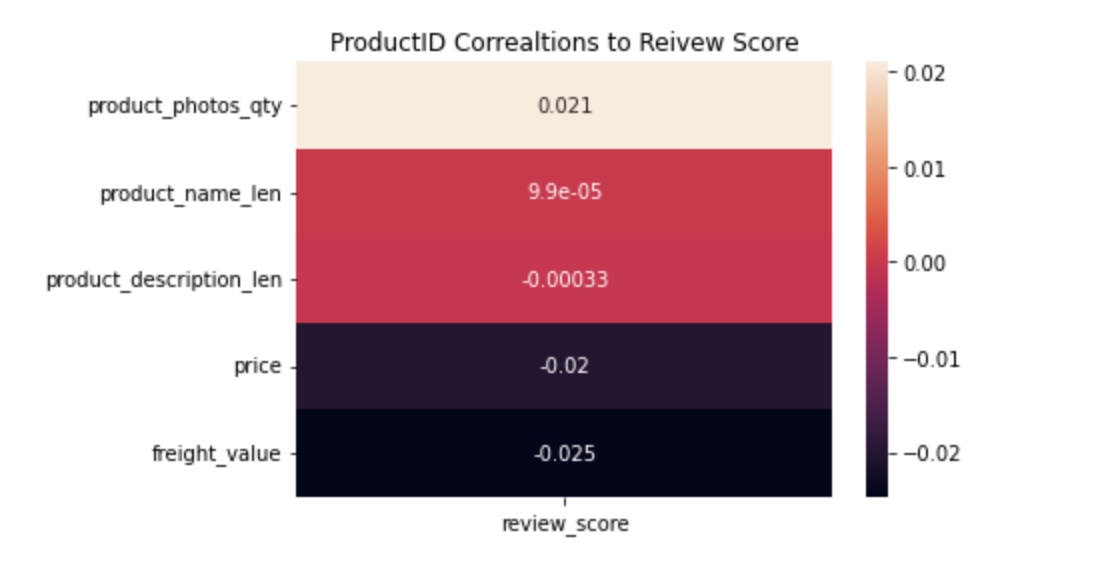 ProductID Correaltions to Reivew Score
product_photos_qty
0.021
product_name_len
9.9e-05
product_description_len
-0.00033
price
-0.02
freight_value
-0.025
review_score
0.02
0.01
0.00
−0.01
−0.02